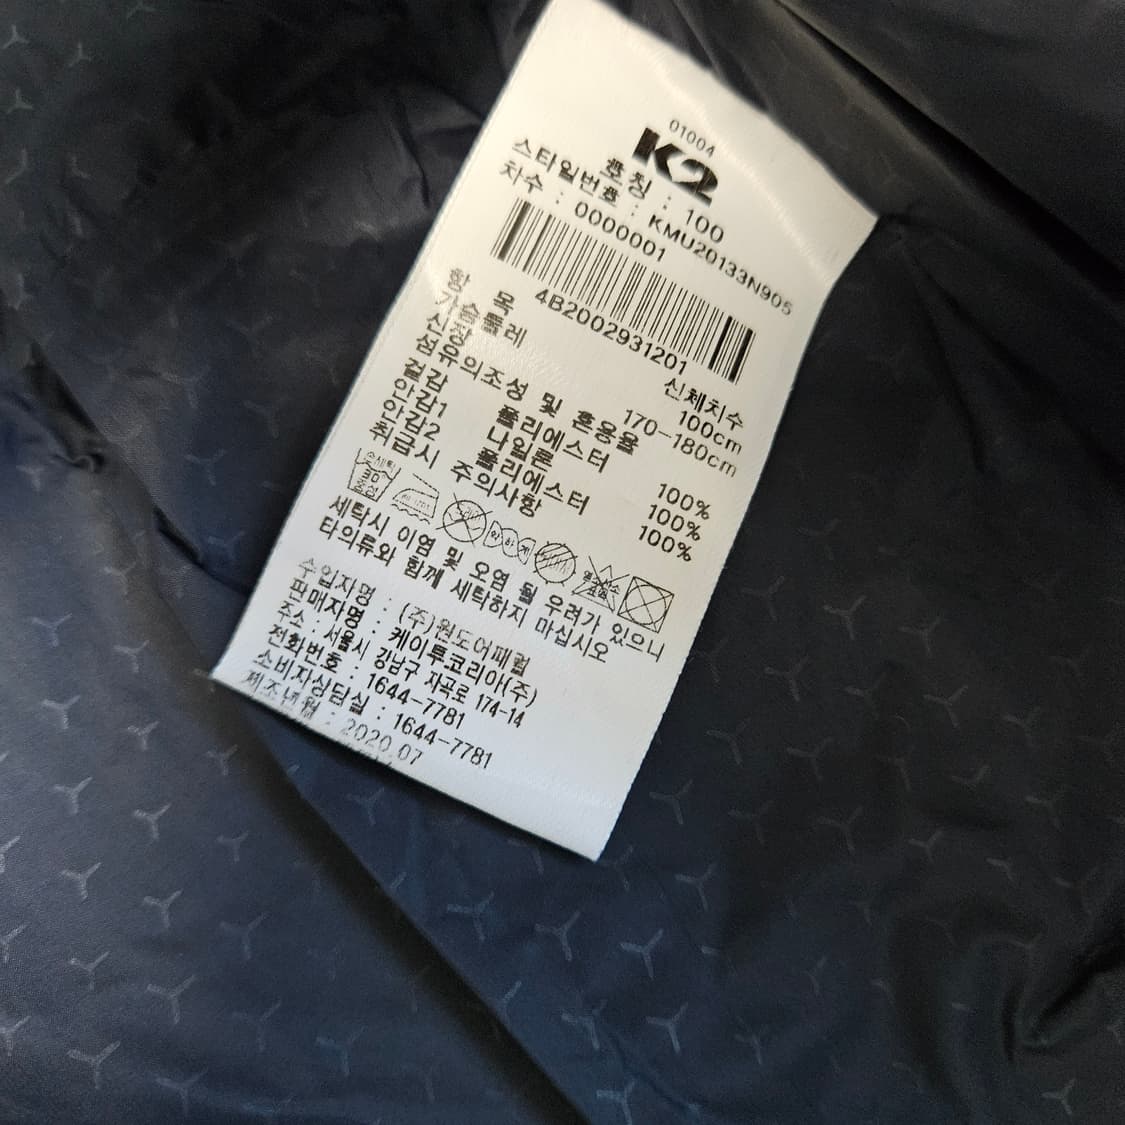 01004
K2
호칭 : 100
스타일번호 : KMU20133N905
차수 : 0000001
4B2002931201
항 목 신체치수
가슴둘레 100cm
신장 170-180cm
섬유의조성 및 혼용율
겉감 폴리에스터 100%
안감1 나일론 100%
안감2 폴리에스터 100%
취급시 주의사항
약하게
세탁시 이염 및 오염 될 우려가 있으니
타의류와 함께 세탁하지 마십시오
수입자명 : (주)원도어패럴
판매자명 : 케이투코리아(주)
주소 : 서울시 강남구 자곡로 174-14
전화번호 : 1644-7781
소비자상담실 : 1644-7781
제조년월 : 2020.07